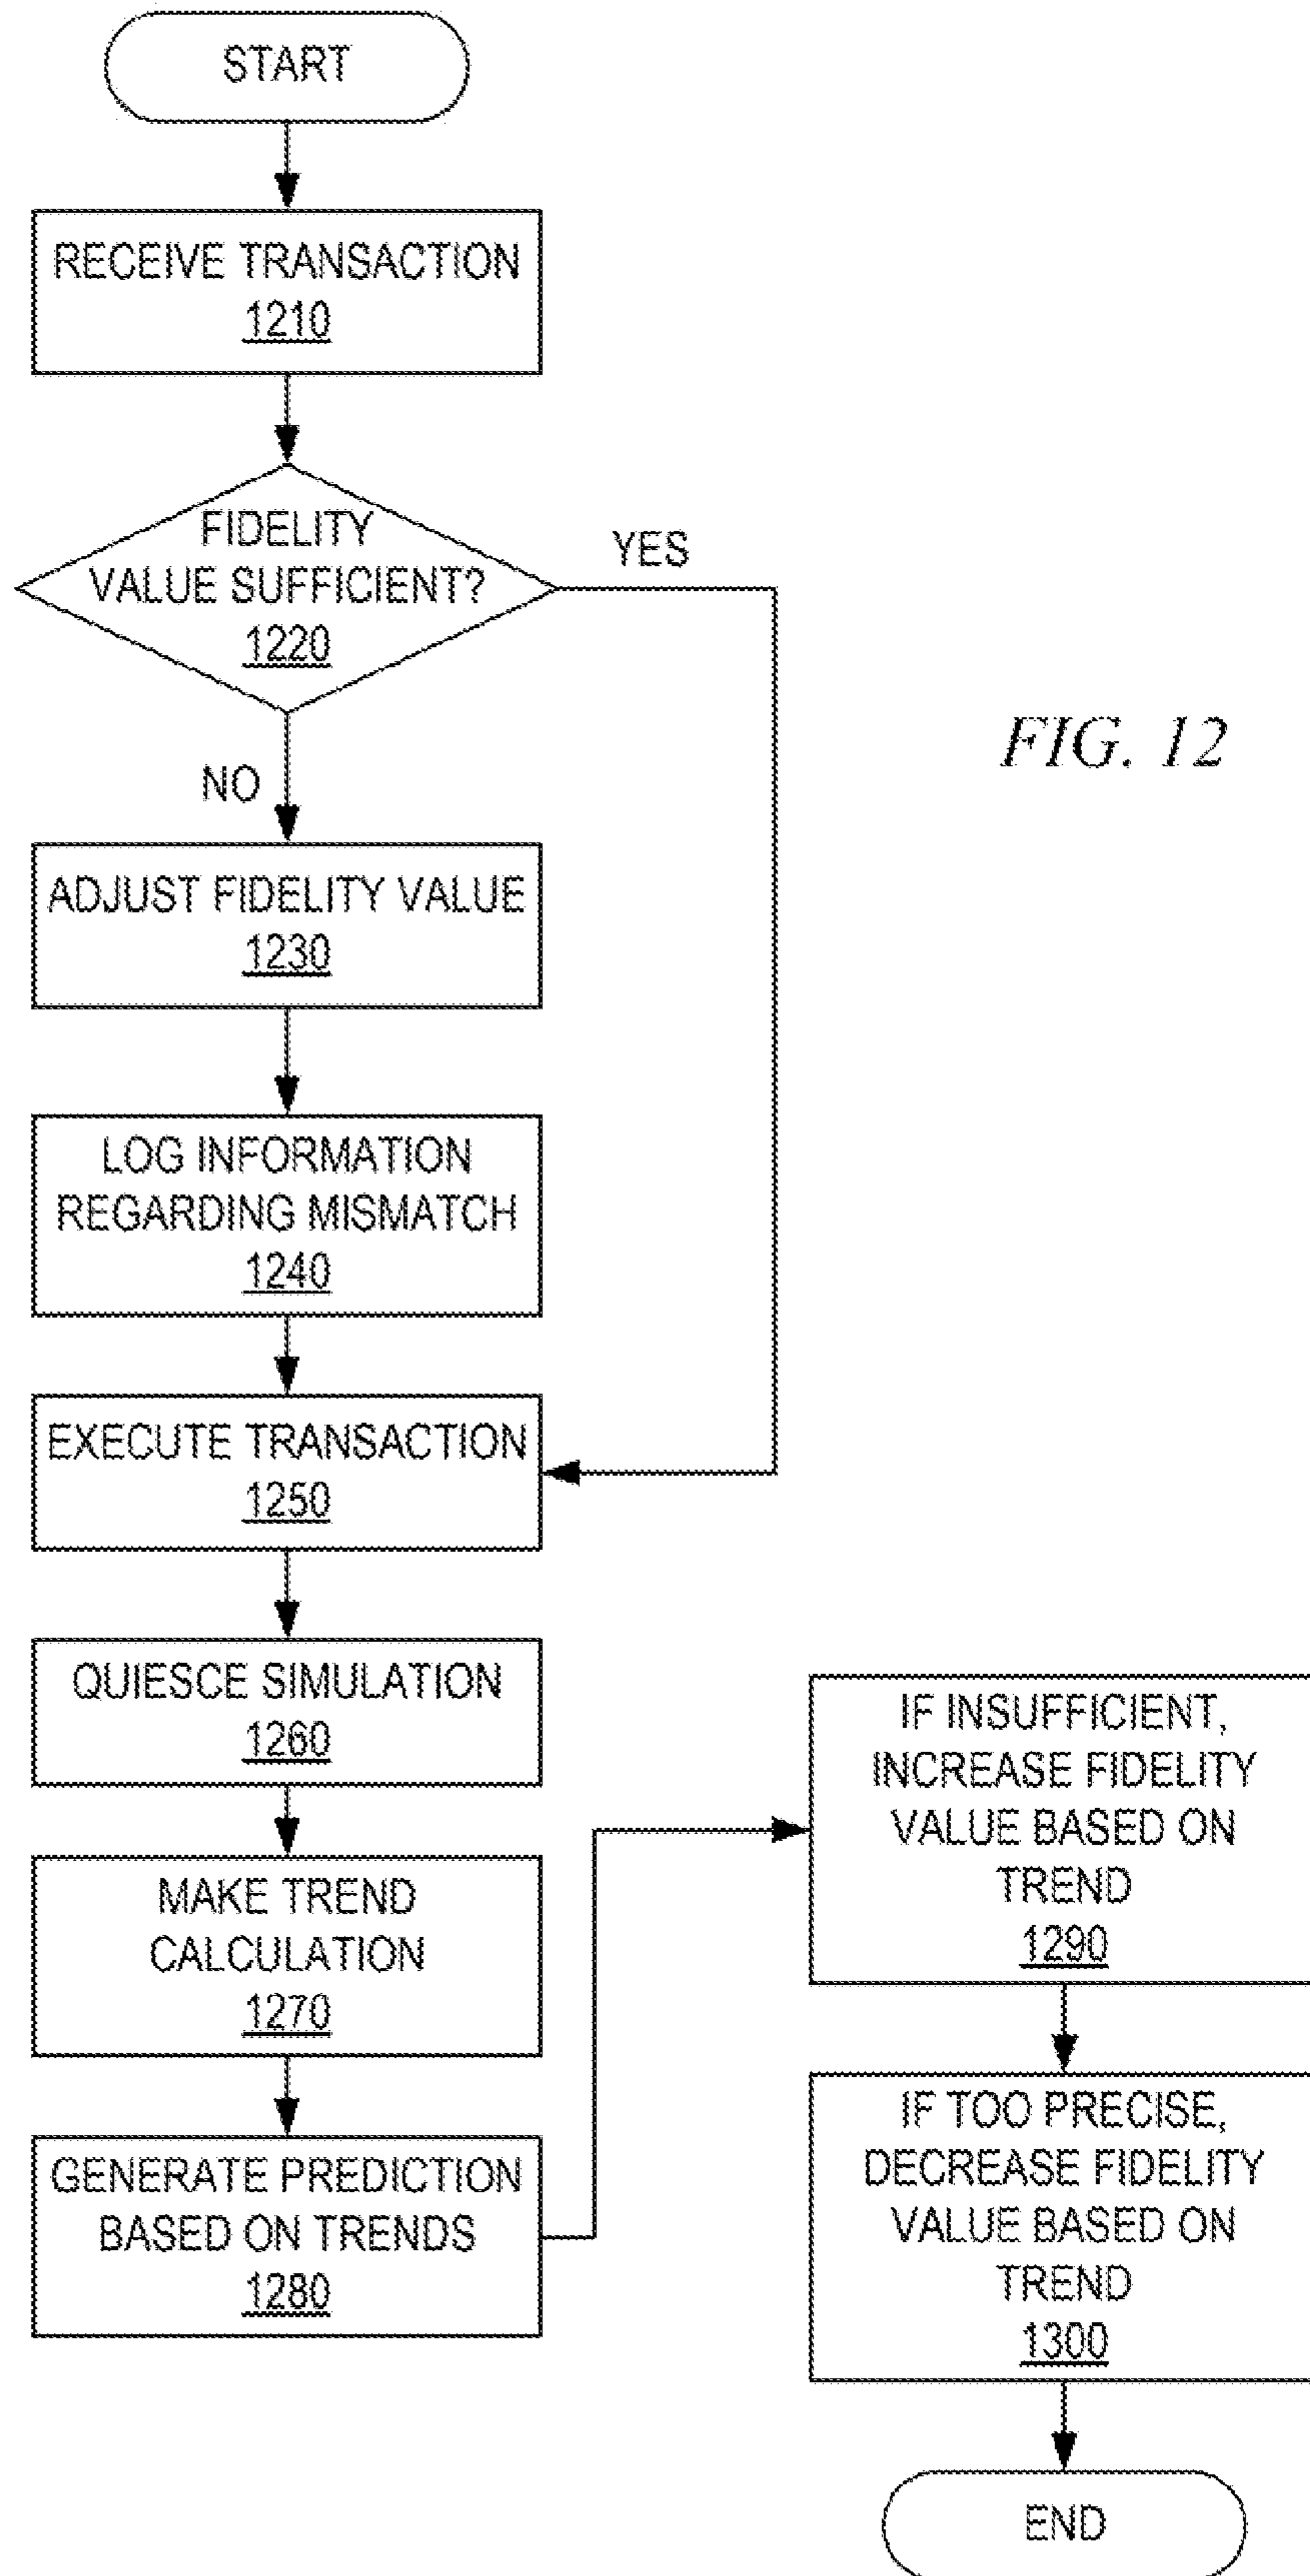 START
RECEIVE TRANSACTION
1210
FIDELITY
VALUE SUFFICIENT?
1220
YES
NO
FIG. 12
ADJUST FIDELITY VALUE
1230
LOG INFORMATION
REGARDING MISMATCH
1240
EXECUTE TRANSACTION
1250
QUIESCE SIMULATION
1260
MAKE TREND
CALCULATION
1270
GENERATE PREDICTION
BASED ON TRENDS
1280
IF INSUFFICIENT,
INCREASE FIDELITY
VALUE BASED ON
TREND
1290
IF TOO PRECISE,
DECREASE FIDELITY
VALUE BASED ON
TREND
1300
END